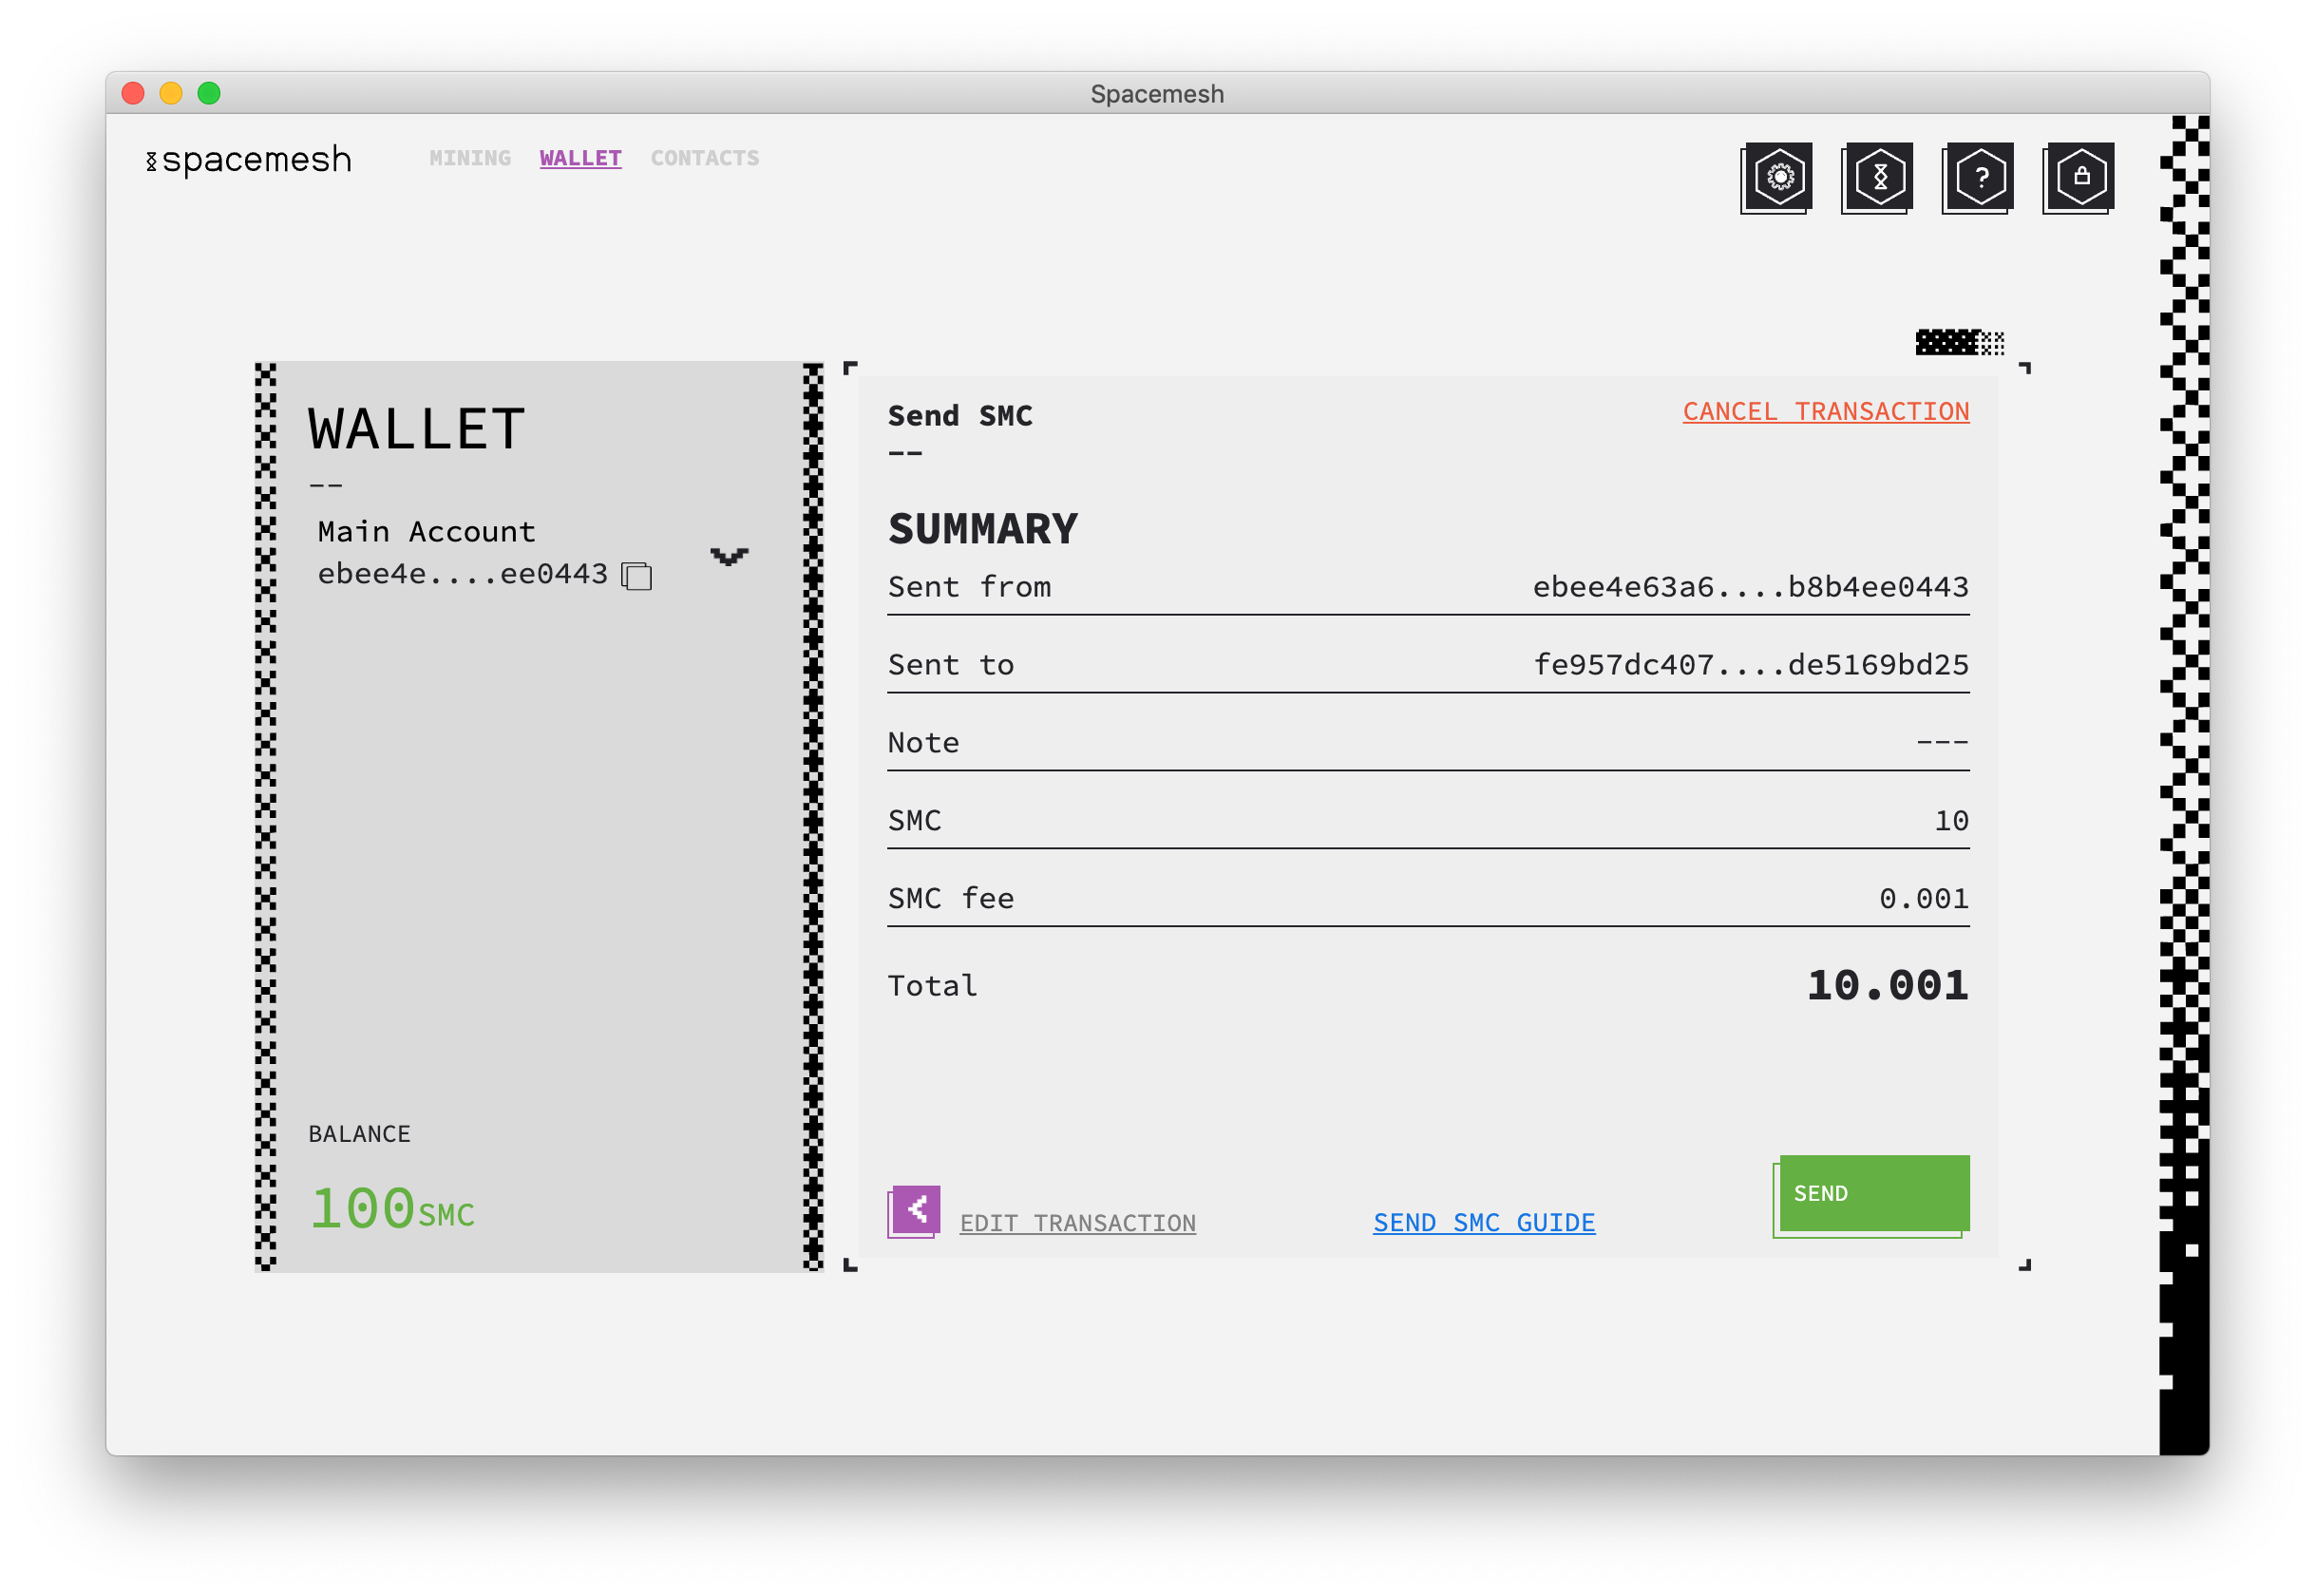 Spacemesh
spacemesh
MINING WALLET CONTACTS
?
WALLET
--
Main Account
ebee4e....ee0443
BALANCE
100SMC
Send SMC
--
CANCEL TRANSACTION
SUMMARY
Sent from ebee4e63a6....b8b4ee0443
Sent to fe957dc407....de5169bd25
Note ---
SMC 10
SMC fee 0.001
Total 10.001
EDIT TRANSACTION
SEND SMC GUIDE
SEND